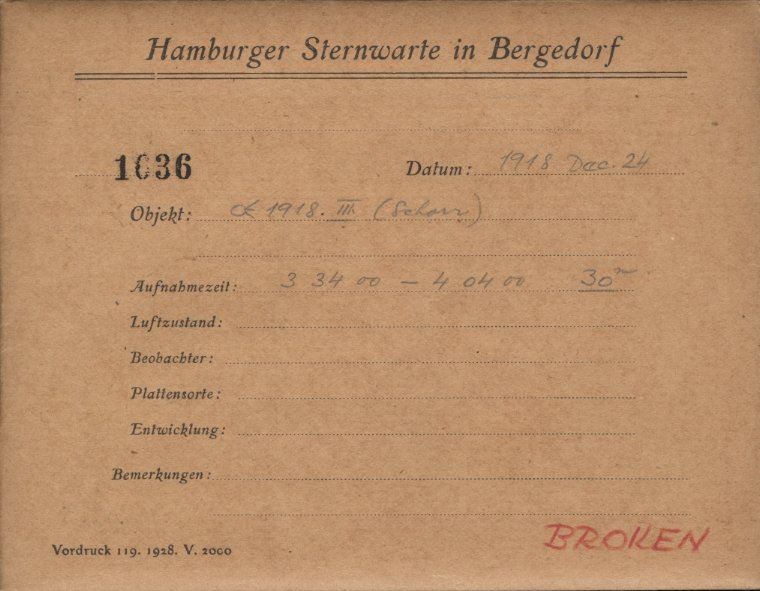 Hamburger Sternwarte in Bergedorf
1036 Datum: 1918 Dec. 24
Objekt: ☄ 1918. III (Schorr)
Aufnahmezeit: 3 34 00 — 4 04 00 30ᵐ
Luftzustand:
Beobachter:
Plattensorte:
Entwicklung:
Bemerkungen:
BROKEN
Vordruck 119. 1928. V. 2000